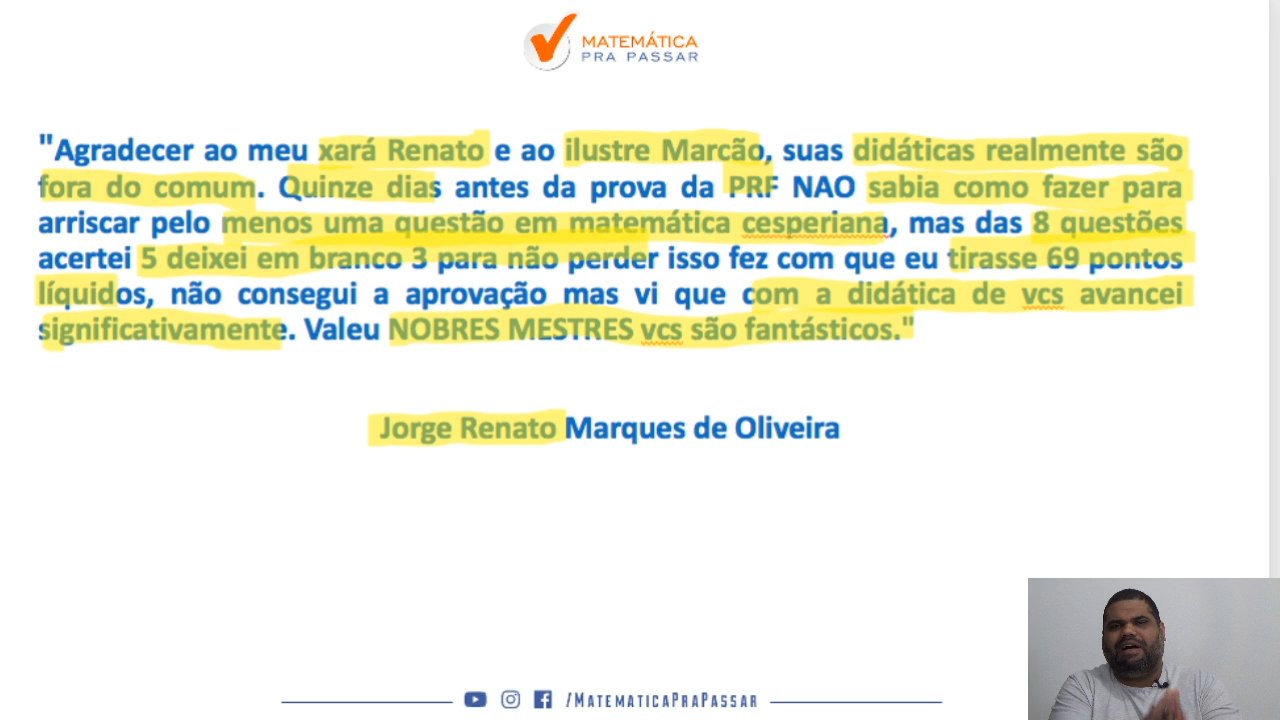 MATEMÁTICA
PRA PASSAR
"Agradecer ao meu xará Renato e ao ilustre Marcão, suas didáticas realmente são
fora do comum. Quinze dias antes da prova da PRF NAO sabia como fazer para
arriscar pelo menos uma questão em matemática cesperiana, mas das 8 questões
acertei 5 deixei em branco 3 para não perder isso fez com que eu tirasse 69 pontos
líquidos, não consegui a aprovação mas vi que com a didática de vcs avancei
significativamente. Valeu NOBRES MESTRES vcs são fantásticos."
Jorge Renato Marques de Oliveira
/MATEMATICAPRAPASSAR